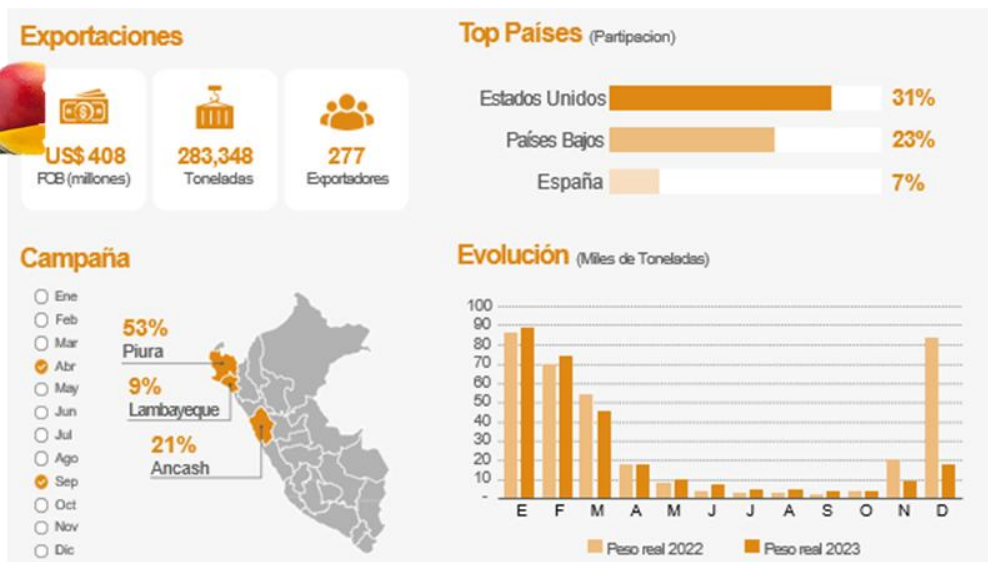 Exportaciones
US$ 408
FOB (millones)
283,348
Toneladas
277
Exportadores
Top Países (Partipacion)
Estados Unidos 31%
Países Bajos 23%
España 7%
Campaña
Ene
Feb
Mar
Abr
May
Jun
Jul
Ago
Sep
Oct
Nov
Dic
53%
Piura
9%
Lambayeque
21%
Ancash
Evolución (Miles de Toneladas)
100
90
80
70
60
50
40
30
20
10
-
E F M A M J J A S O N D
Peso real 2022 Peso real 2023